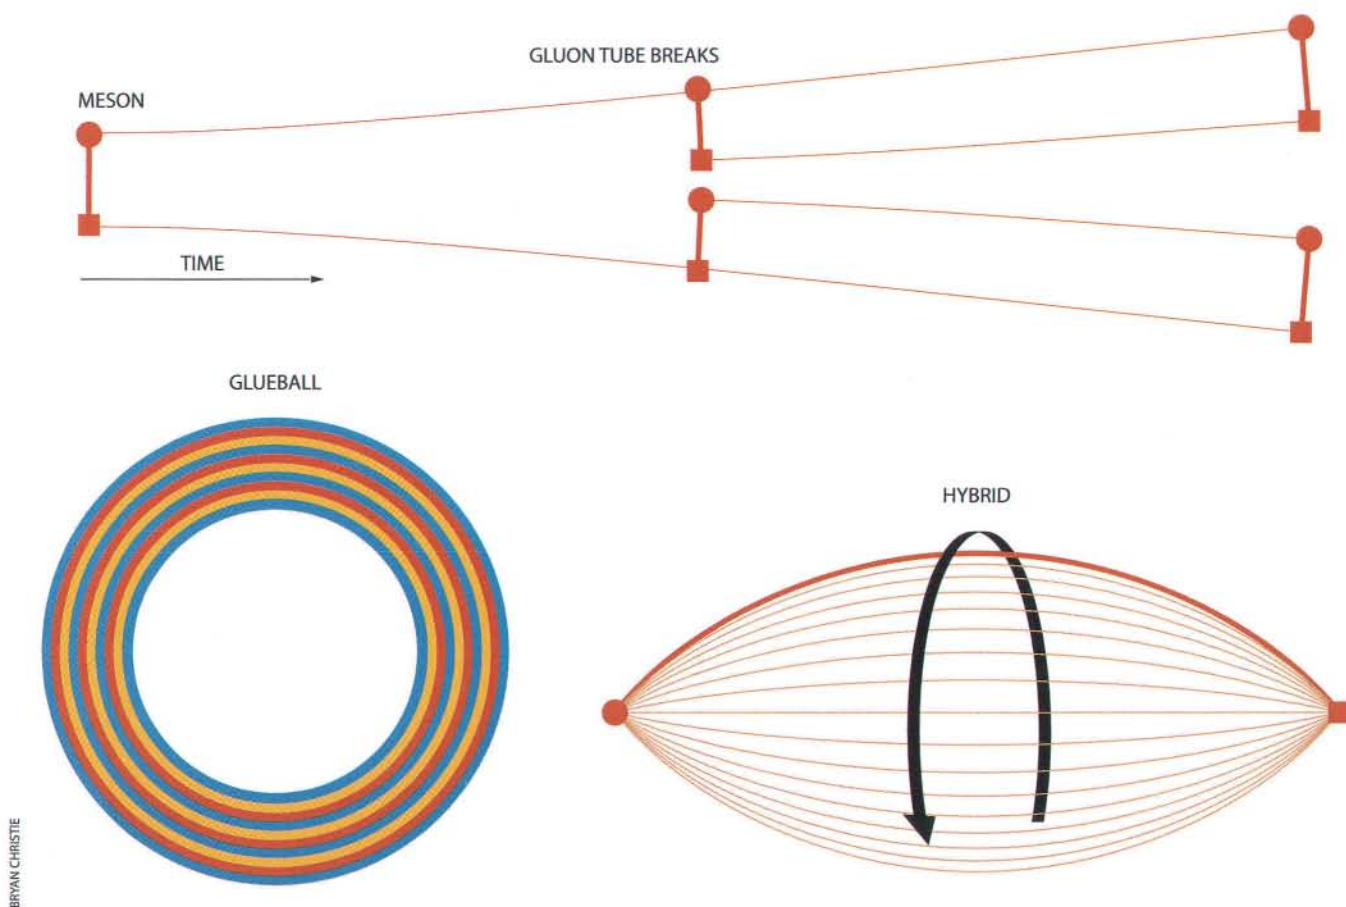 GLUON TUBE BREAKS
MESON
TIME
GLUEBALL
HYBRID
BRYAN CHRISTIE